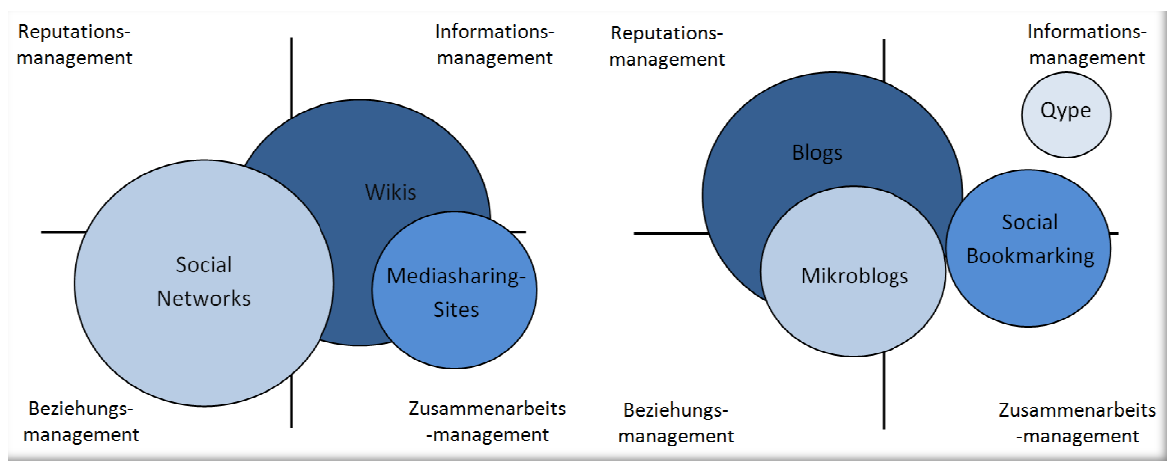 Reputations-
management
Informations-
management
Wikis
Social
Networks
Mediasharing-
Sites
Beziehungs-
management
Zusammenarbeits
-management
Reputations-
management
Informations-
management
Qype
Blogs
Social
Bookmarking
Mikroblogs
Beziehungs-
management
Zusammenarbeits
-management